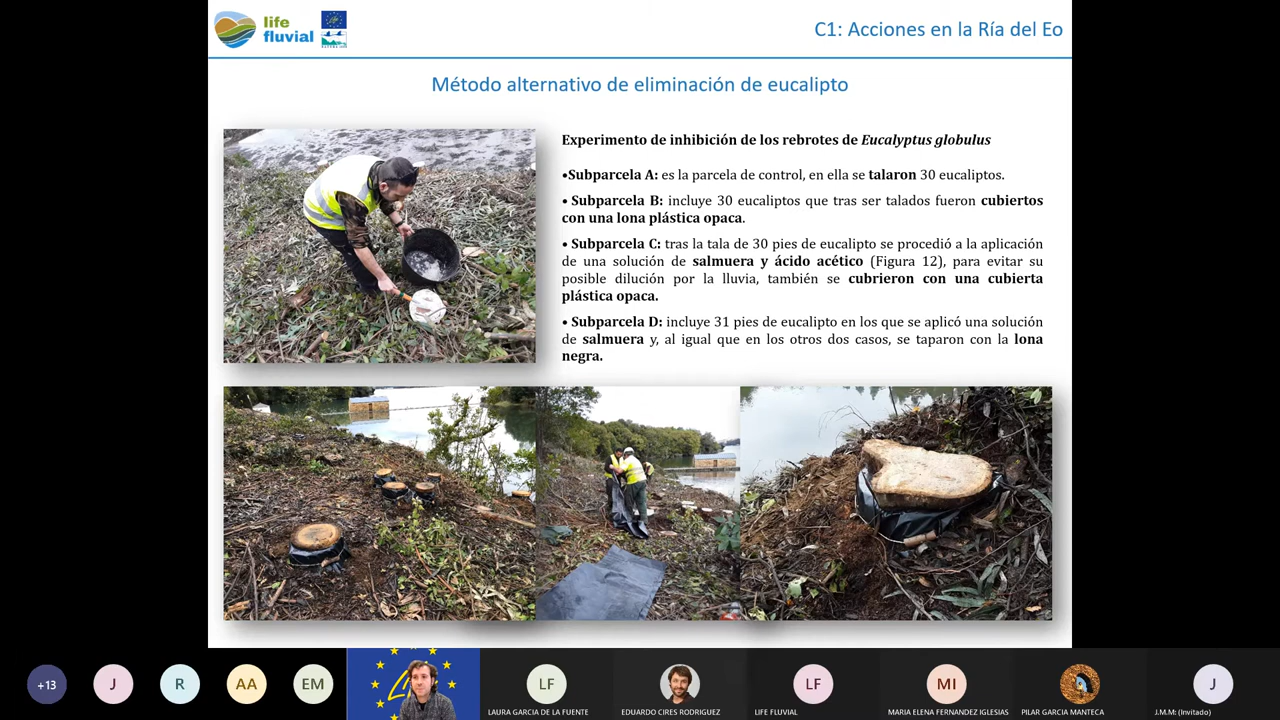 life
fluvial
C1: Acciones en la Ría del Eo
Método alternativo de eliminación de eucalipto
Experimento de inhibición de los rebrotes de Eucalyptus globulus
•Subparcela A: es la parcela de control, en ella se talaron 30 eucaliptos.
• Subparcela B: incluye 30 eucaliptos que tras ser talados fueron cubiertos
con una lona plástica opaca.
• Subparcela C: tras la tala de 30 pies de eucalipto se procedió a la aplicación
de una solución de salmuera y ácido acético (Figura 12), para evitar su
posible dilución por la lluvia, también se cubrieron con una cubierta
plástica opaca.
• Subparcela D: incluye 31 pies de eucalipto en los que se aplicó una solución
de salmuera y, al igual que en los otros dos casos, se taparon con la lona
negra.
+13
J
R
AA
EM
LF
LF
MI
J
LAURA GARCIA DE LA FUENTE
EDUARDO CIRES RODRIGUEZ
LIFE FLUVIAL
MARIA ELENA FERNANDEZ IGLESIAS
PILAR GARCIA MANTECA
J.M.M: (Invitado)